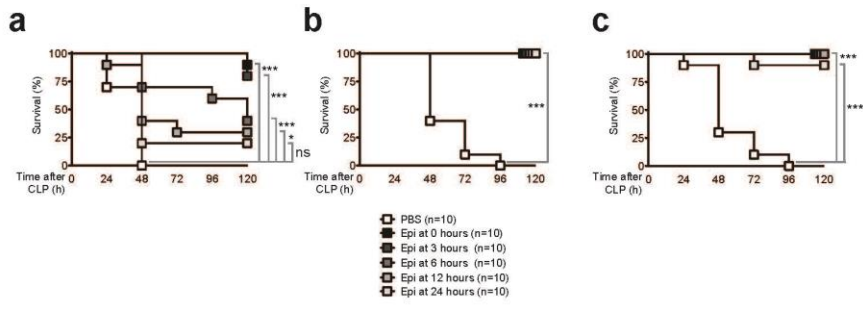 a
b
c
100
75
50
25
0
Survival (%)
***
***
***
*
ns
Time after
CLP (h)
0 24 48 72 96 120
100
75
50
25
0
Survival (%)
***
Time after
CLP (h)
0 24 48 72 96 120
100
75
50
25
0
Survival (%)
***
***
Time after
CLP (h)
0 24 48 72 96 120
PBS (n=10)
Epi at 0 hours (n=10)
Epi at 3 hours (n=10)
Epi at 6 hours (n=10)
Epi at 12 hours (n=10)
Epi at 24 hours (n=10)